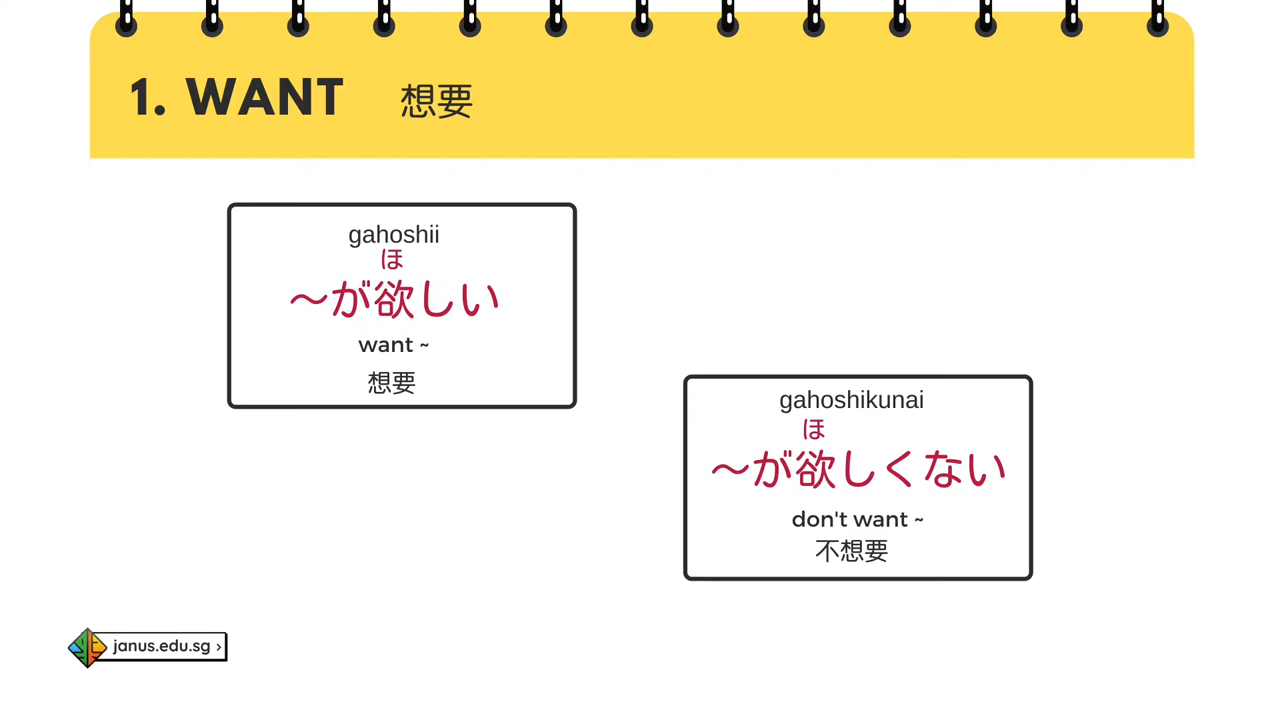 1. WANT 想要
gahoshii
ほ
～が欲しい
want ~
想要
gahoshikunai
ほ
～が欲しくない
don't want ~
不想要
janus.edu.sg ›